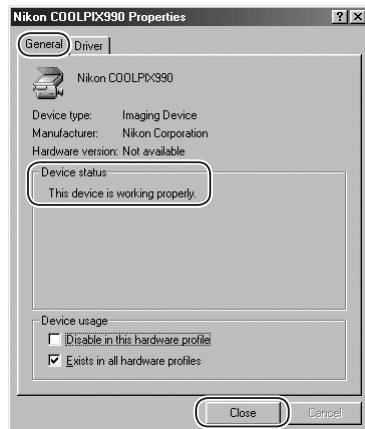 Nikon COOLPIX990 Properties
General Driver
Nikon COOLPIX990
Device type: Imaging Device
Manufacturer: Nikon Corporation
Hardware version: Not available
Device status
This device is working properly.
Device usage
Disable in this hardware profile
Exists in all hardware profiles
Close Cancel